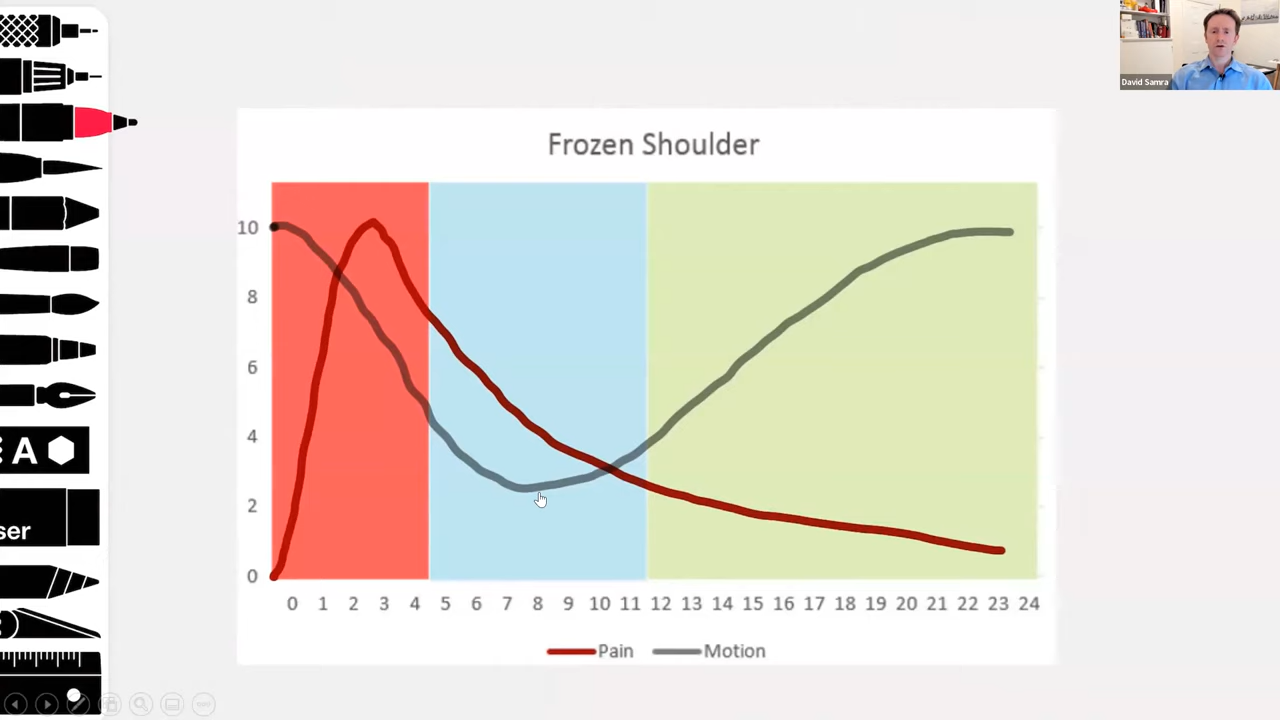 David Samra
Frozen Shoulder
10
8
6
4
2
0
0 1 2 3 4 5 6 7 8 9 10 11 12 13 14 15 16 17 18 19 20 21 22 23 24
Pain Motion
A
ser